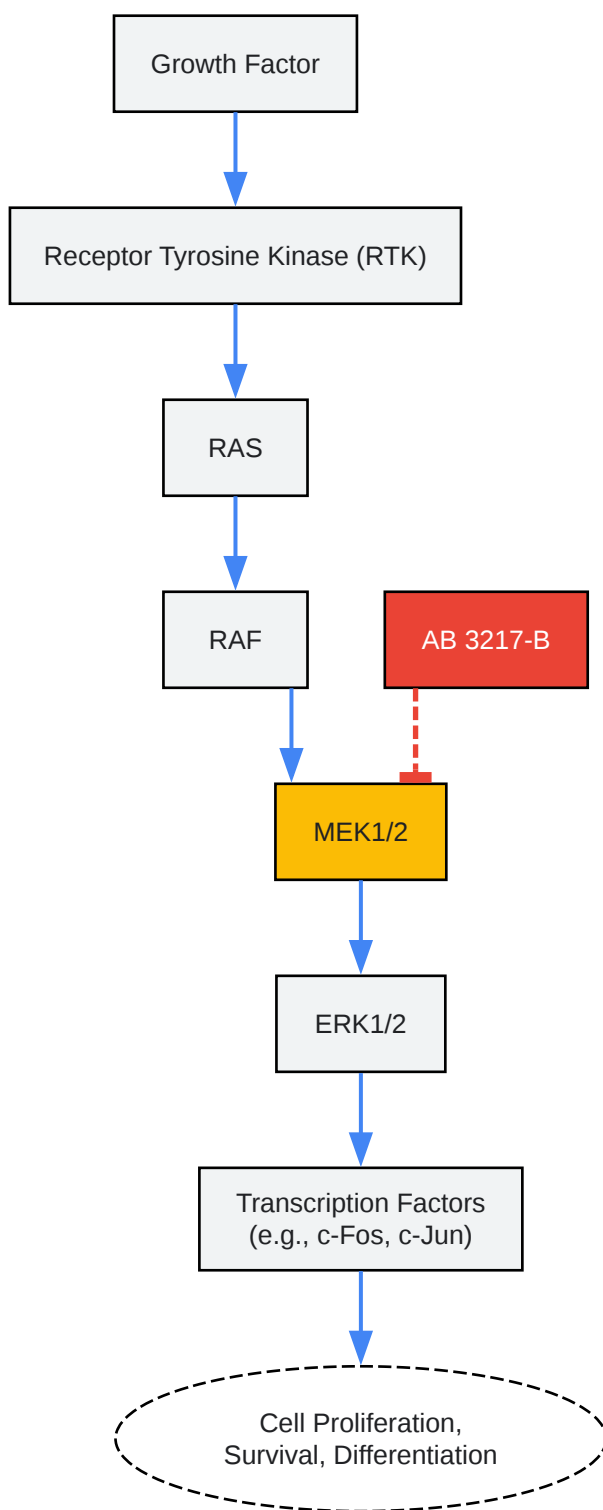 Growth Factor
Receptor Tyrosine Kinase (RTK)
RAS
RAF
AB 3217-B
MEK1/2
ERK1/2
Transcription Factors
(e.g., c-Fos, c-Jun)
Cell Proliferation,
Survival, Differentiation